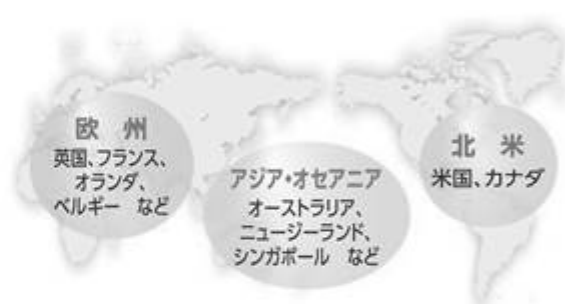 欧　州
英国、フランス、
オランダ、
ベルギー　など
アジア・オセアニア
オーストラリア、
ニュージーランド、
シンガポール　など
北　米
米国、カナダ